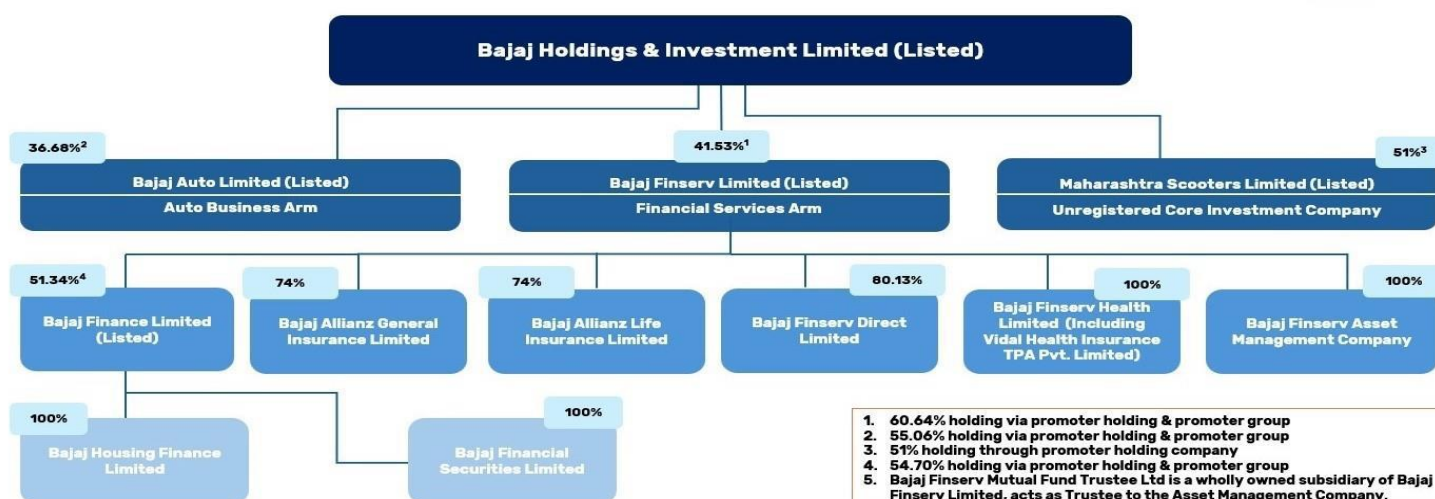 Bajaj Holdings & Investment Limited (Listed)
36.68%²
Bajaj Auto Limited (Listed)
Auto Business Arm
41.53%¹
Bajaj Finserv Limited (Listed)
Financial Services Arm
51%³
Maharashtra Scooters Limited (Listed)
Unregistered Core Investment Company
51.34%⁴
Bajaj Finance Limited
(Listed)
74%
Bajaj Allianz General
Insurance Limited
74%
Bajaj Allianz Life
Insurance Limited
80.13%
Bajaj Finserv Direct
Limited
100%
Bajaj Finserv Health
Limited (Including
Vidal Health Insurance
TPA Pvt. Limited)
100%
Bajaj Finserv Asset
Management Company
100%
Bajaj Housing Finance
Limited
100%
Bajaj Financial
Securities Limited
1. 60.64% holding via promoter holding & promoter group
2. 55.06% holding via promoter holding & promoter group
3. 51% holding through promoter holding company
4. 54.70% holding via promoter holding & promoter group
5. Bajaj Finserv Mutual Fund Trustee Ltd is a wholly owned subsidiary of Bajaj
Finserv Limited, acts as Trustee to the Asset Management Company.